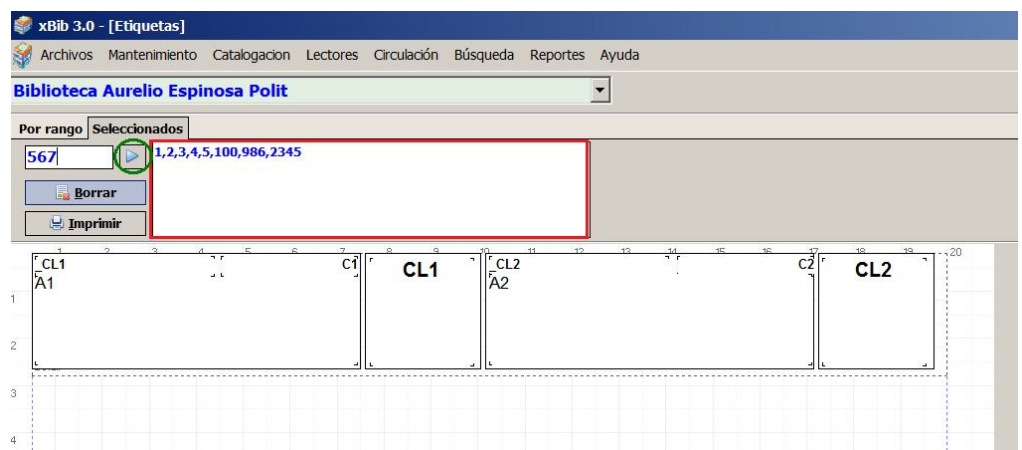 xBib 3.0 - [Etiquetas]
Archivos Mantenimiento Catalogacion Lectores Circulación Búsqueda Reportes Ayuda
Biblioteca Aurelio Espinosa Polit
Por rango Seleccionados
567 1,2,3,4,5,100,986,2345
Borrar
Imprimir
1 2 3 4 5 6 7 8 9 10 11 12 13 14 15 16 17 18 19 20
_CL1 C1 CL1 _CL2 C2 CL2
A1 A2
1
2
3
4